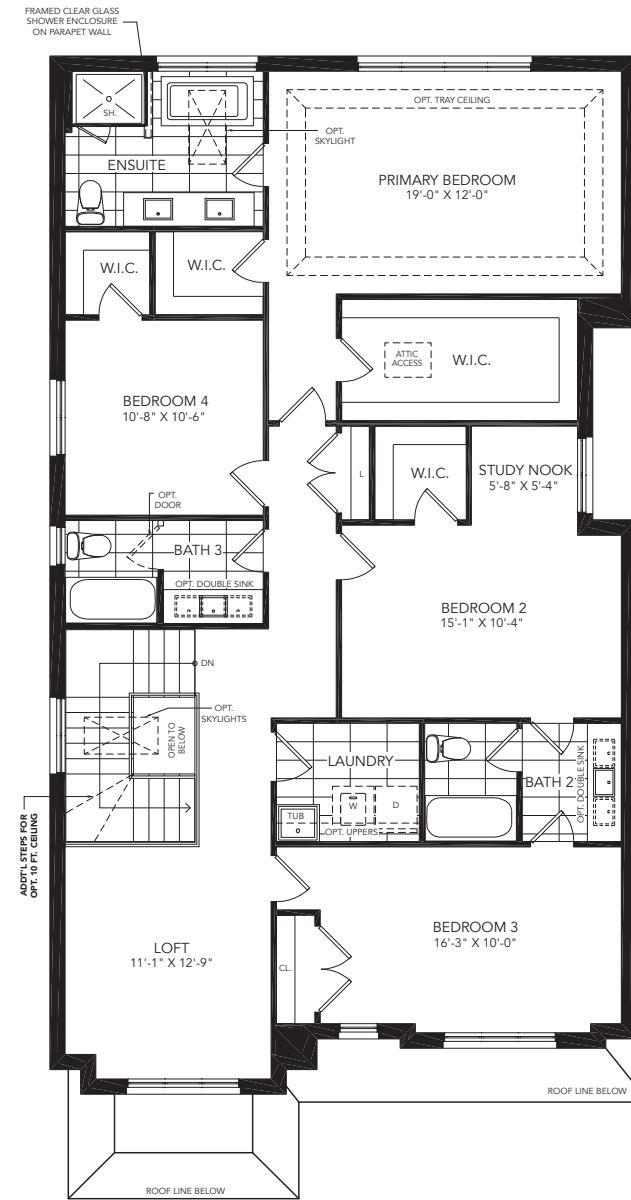 FRAMED CLEAR GLASS
SHOWER ENCLOSURE
ON PARAPET WALL
SH.
OPT. TRAY CEILING
OPT.
SKYLIGHT
ENSUITE
PRIMARY BEDROOM
19'-0" X 12'-0"
W.I.C.
W.I.C.
ATTIC
ACCESS
W.I.C.
BEDROOM 4
10'-8" X 10'-6"
L
W.I.C.
STUDY NOOK
5'-8" X 5'-4"
OPT.
DOOR
BATH 3
OPT. DOUBLE SINK
BEDROOM 2
15'-1" X 10'-4"
DN
OPT.
SKYLIGHTS
OPEN TO
BELOW
LAUNDRY
BATH 2
OPT. DOUBLE SINK
W
D
TUB
OPT. UPPERS
ADDT'L STEPS FOR
OPT. 10 FT. CEILING
BEDROOM 3
16'-3" X 10'-0"
LOFT
11'-1" X 12'-9"
CL.
ROOF LINE BELOW
ROOF LINE BELOW